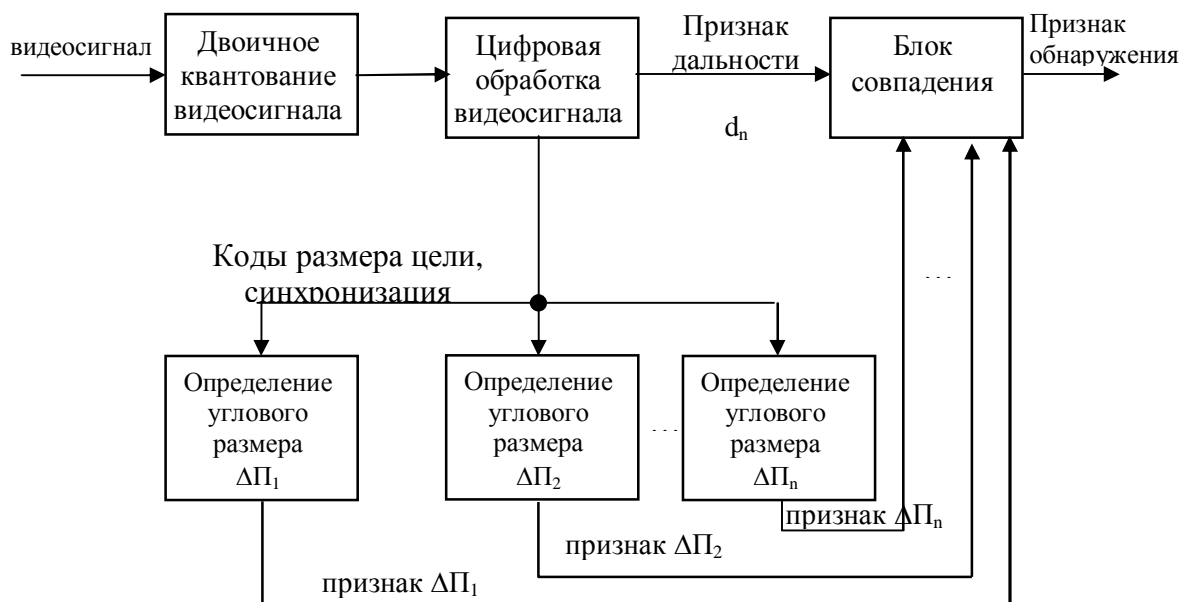 видеосигнал
Двоичное
квантование
видеосигнала
Цифровая
обработка
видеосигнала
Признак
дальности
d_n
Блок
совпадения
Признак
обнаружения
Коды размера цели,
синхронизация
. . .
Определение
углового
размера
ΔП₁
Определение
углового
размера
ΔП₂
. . .
Определение
углового
размера
ΔПₙ
признак ΔПₙ
признак ΔП₂
признак ΔП₁